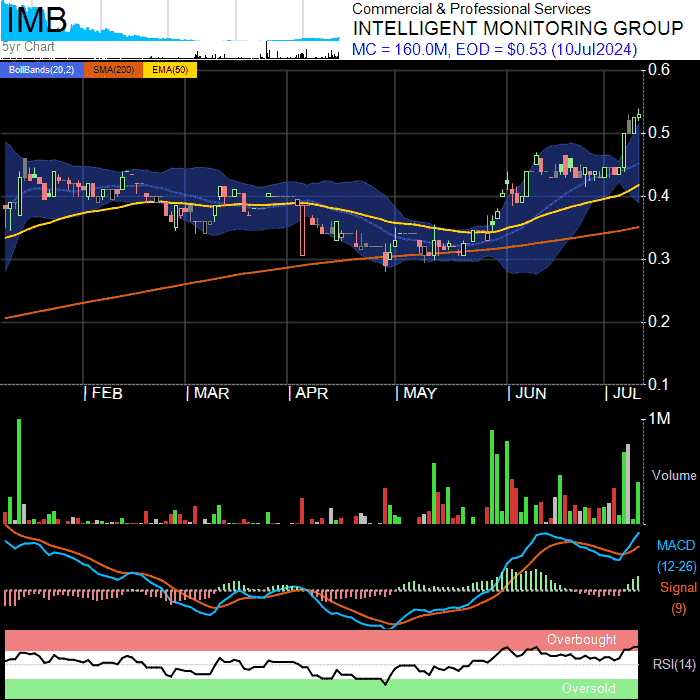 IMB
5yr Chart
Commercial & Professional Services
INTELLIGENT MONITORING GROUP
MC = 160.0M, EOD = $0.53 (10Jul2024)
BollBands(20,2) SMA(200) EMA(50)
0.6
0.5
0.4
0.3
0.2
0.1
FEB MAR APR MAY JUN JUL
1M
Volume
MACD
(12-26)
Signal
(9)
Overbought
RSI(14)
Oversold